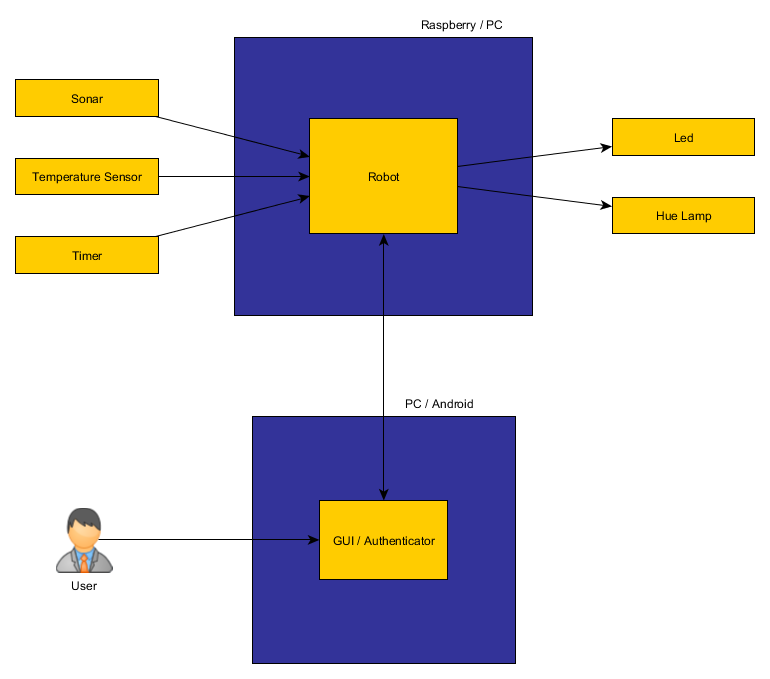 Raspberry / PC
Sonar
Temperature Sensor
Timer
Robot
Led
Hue Lamp
PC / Android
GUI / Authenticator
User